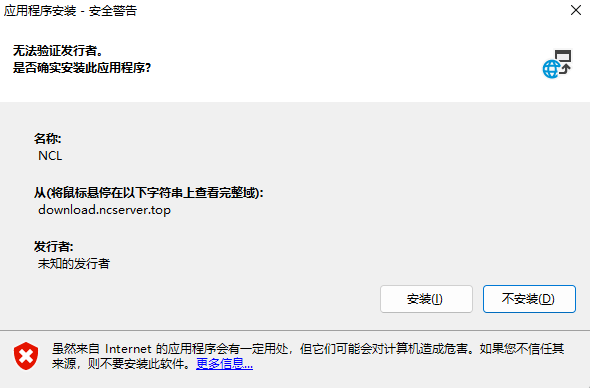 应用程序安装 - 安全警告
无法验证发行者。
是否确实安装此应用程序?
名称:
NCL
从(将鼠标悬停在以下字符串上查看完整域):
download.ncserver.top
发行者:
未知的发行者
安装(I)
不安装(D)
虽然来自 Internet 的应用程序会有一定用处，但它们可能会对计算机造成危害。如果您不信任其
来源，则不要安装此软件。更多信息...